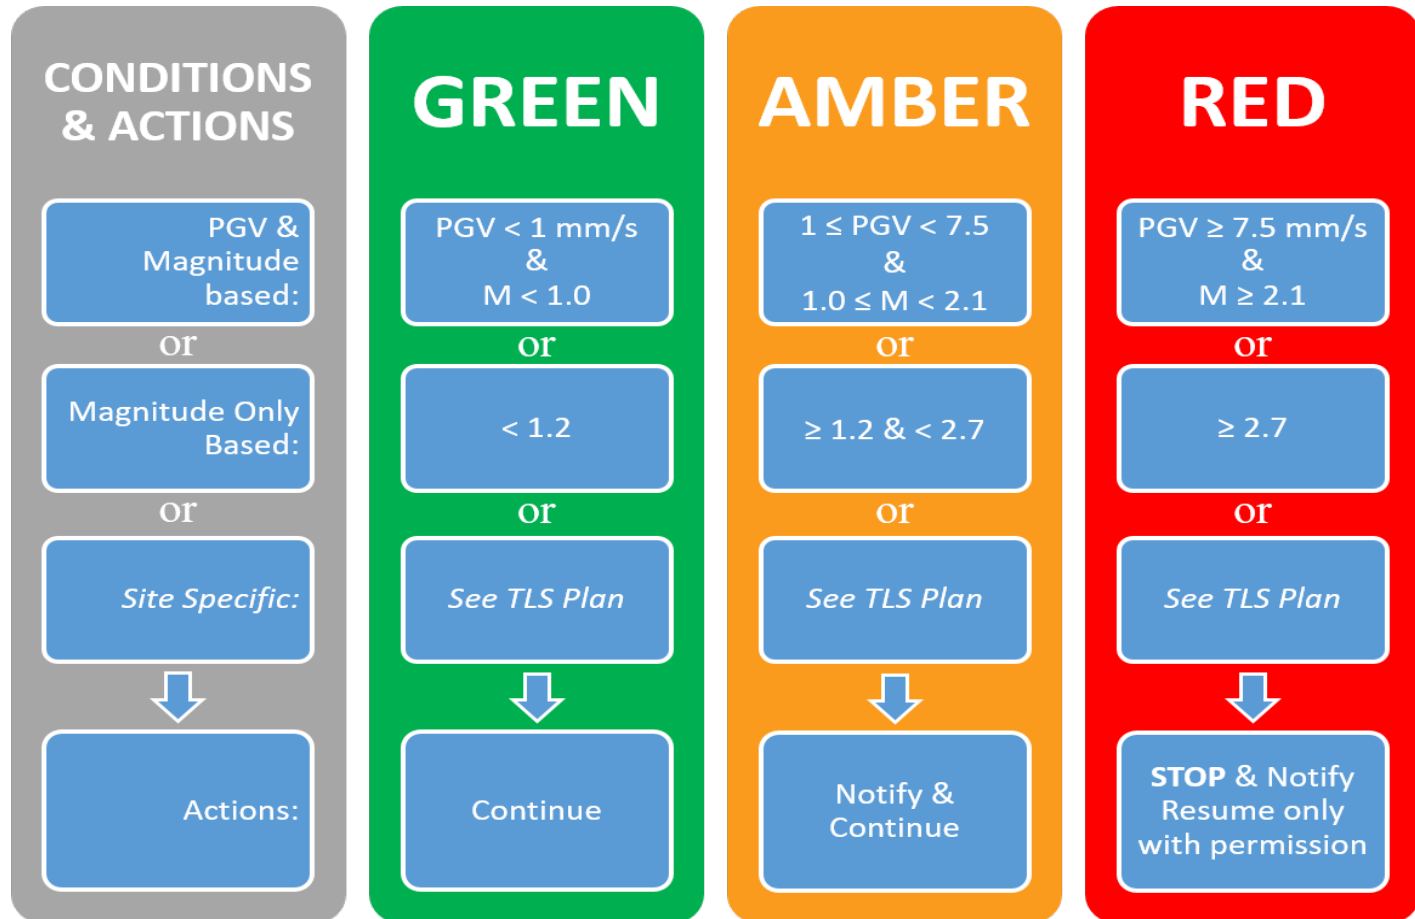 CONDITIONS
& ACTIONS
PGV &
Magnitude
based:
or
Magnitude Only
Based:
or
Site Specific:
Actions:
GREEN
PGV < 1 mm/s
&
M < 1.0
or
< 1.2
or
See TLS Plan
Continue
AMBER
1 ≤ PGV < 7.5
&
1.0 ≤ M < 2.1
or
≥ 1.2 & < 2.7
or
See TLS Plan
Notify &
Continue
RED
PGV ≥ 7.5 mm/s
&
M ≥ 2.1
or
≥ 2.7
or
See TLS Plan
STOP & Notify
Resume only
with permission